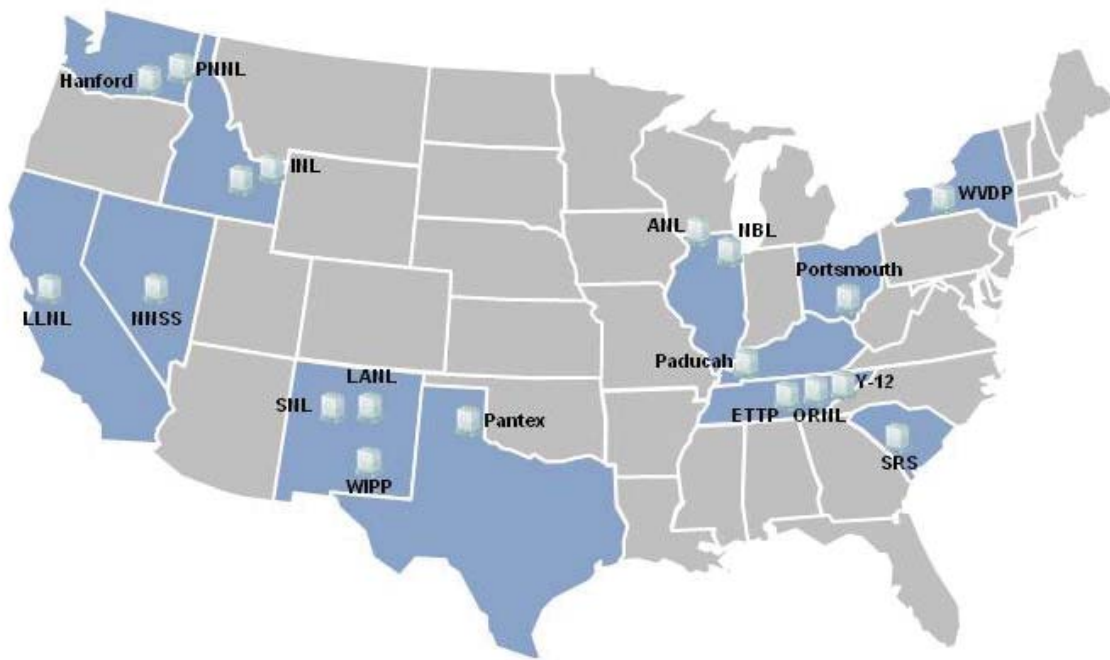 PNNL
Hanford
INL
WVDP
ANL
NBL
Portsmouth
LLNL
NNSS
Paducah
LANL
Y-12
SNL
ETTP
ORNL
Pantex
SRS
WIPP